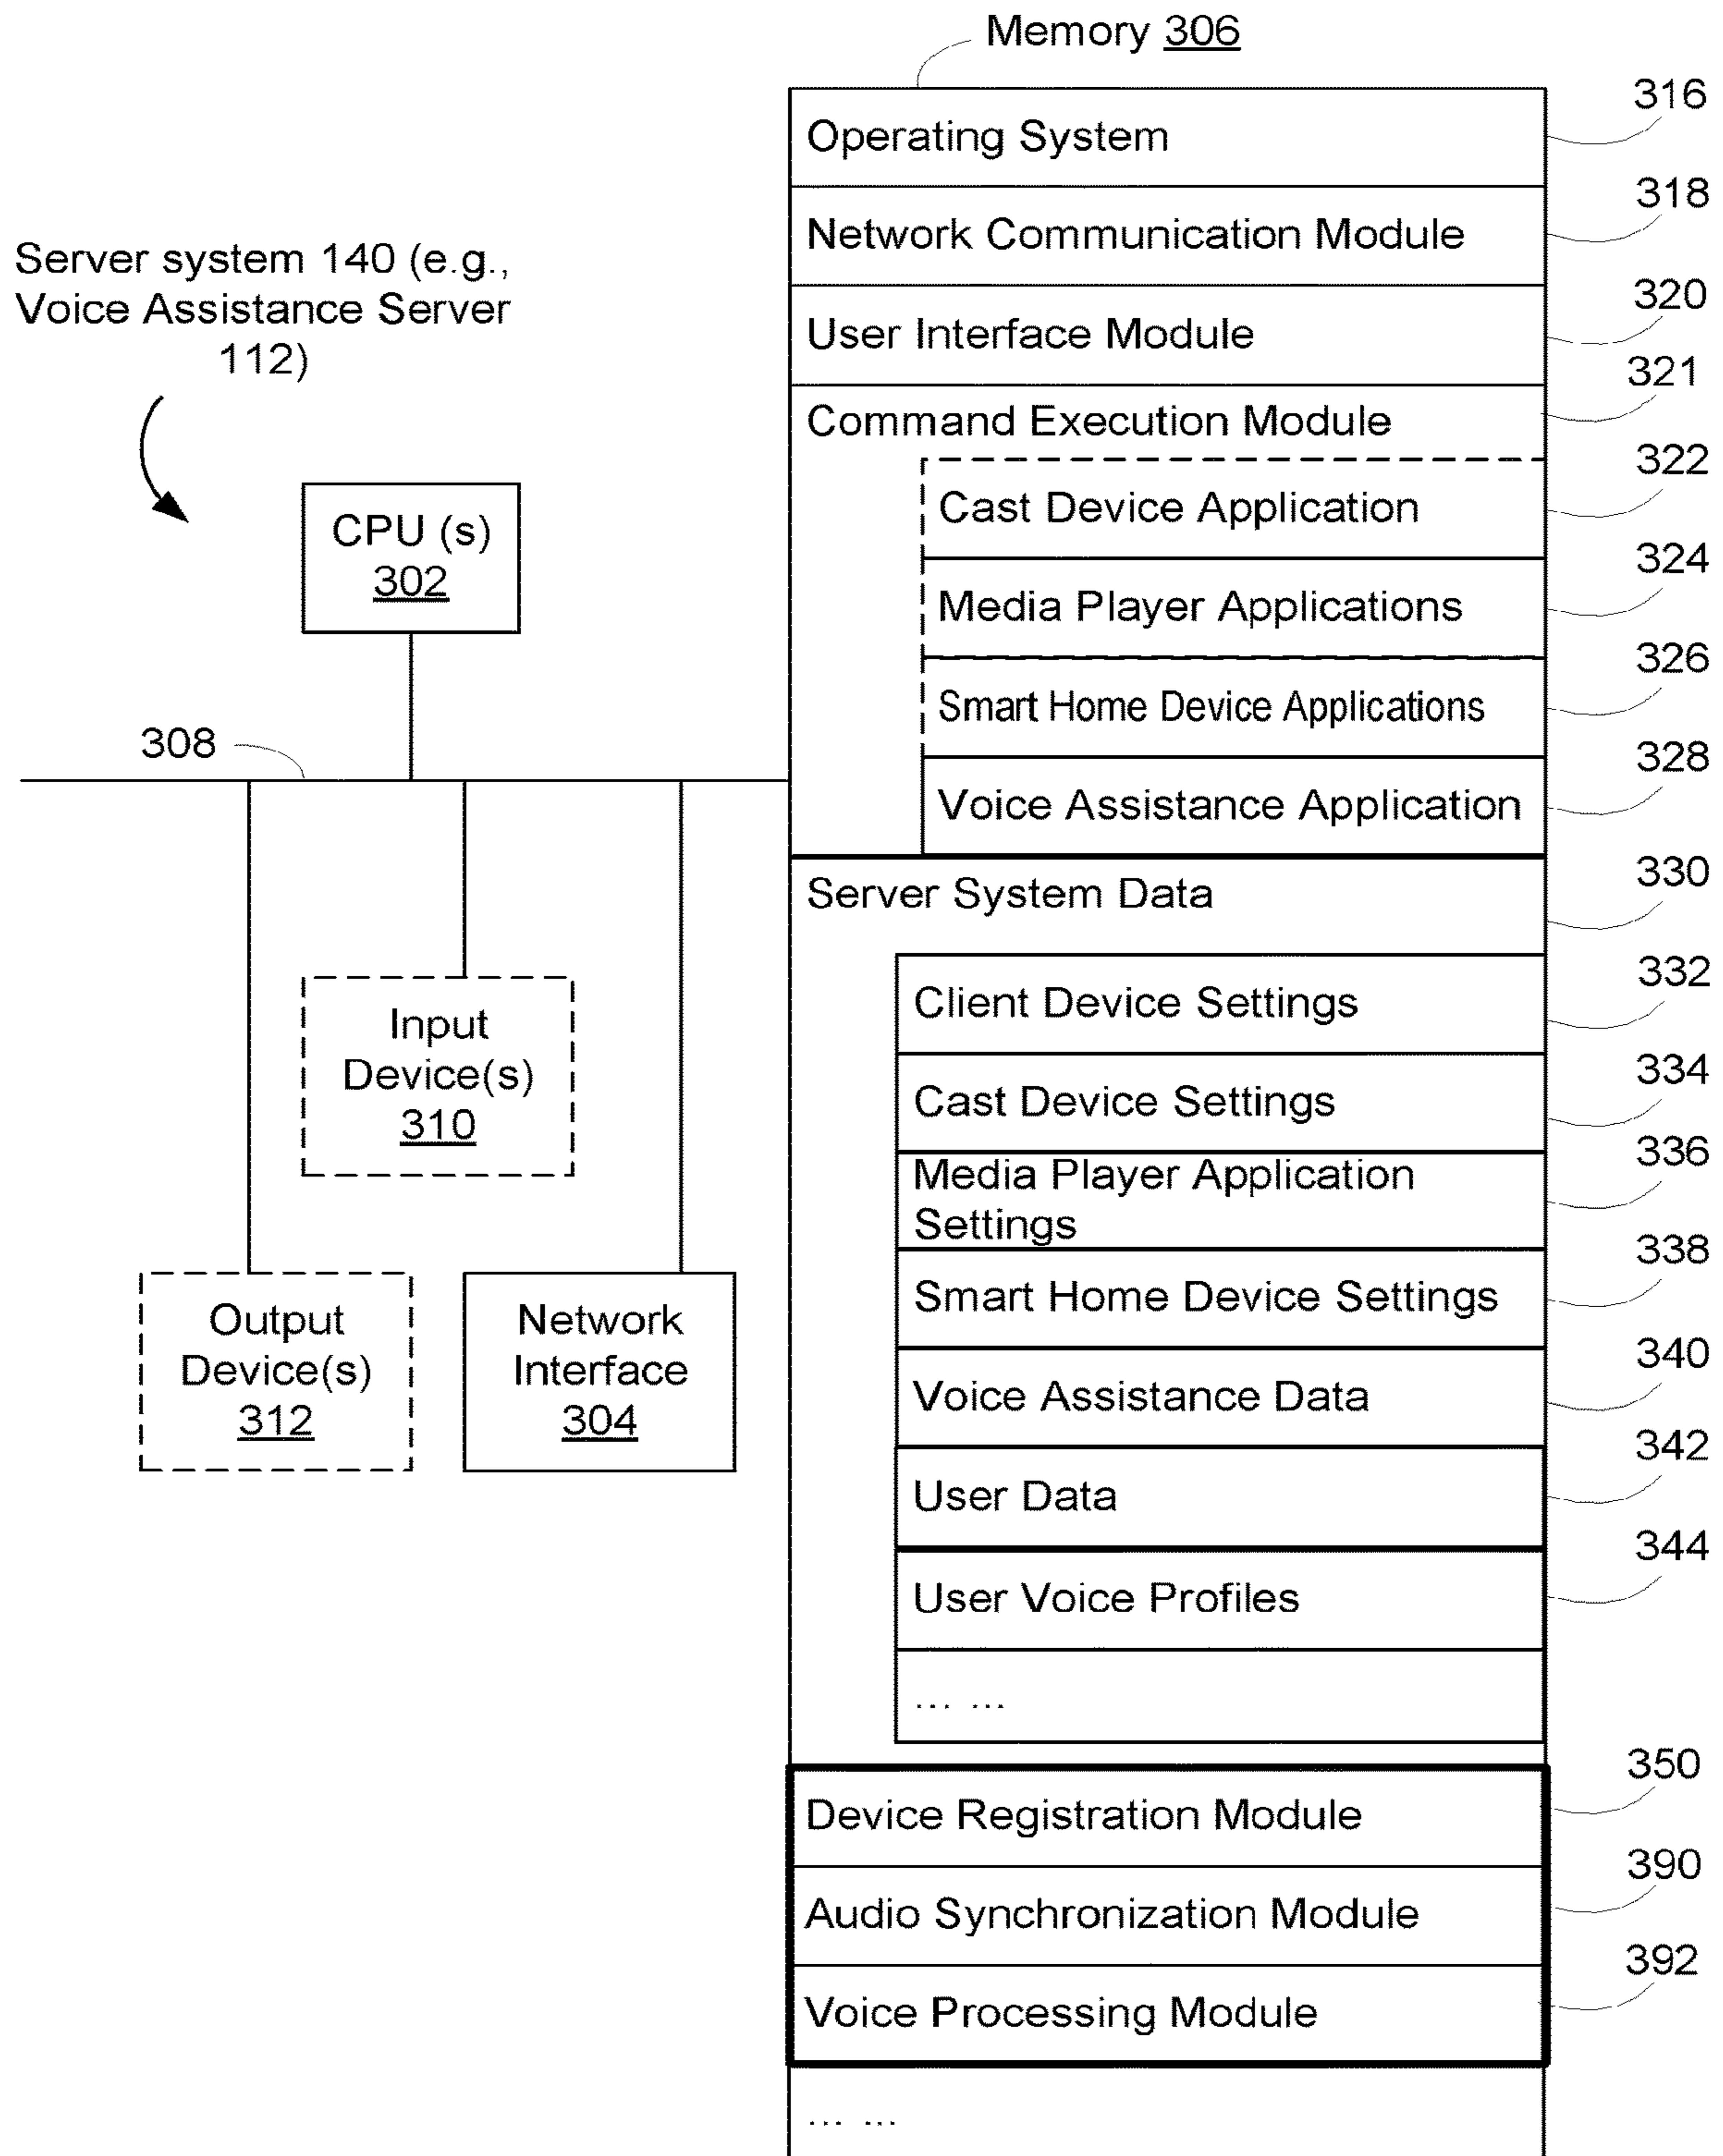 Memory 306
Operating System
316
Network Communication Module
318
User Interface Module
320
Command Execution Module
321
Cast Device Application
322
Media Player Applications
324
Smart Home Device Applications
326
Voice Assistance Application
328
Server System Data
330
Client Device Settings
332
Cast Device Settings
334
Media Player Application
Settings
336
Smart Home Device Settings
338
Voice Assistance Data
340
User Data
342
User Voice Profiles
344
... ...
Device Registration Module
350
Audio Synchronization Module
390
Voice Processing Module
392
... ...
Server system 140 (e.g.,
Voice Assistance Server
112)
CPU (s)
302
308
Input
Device(s)
310
Output
Device(s)
312
Network
Interface
304